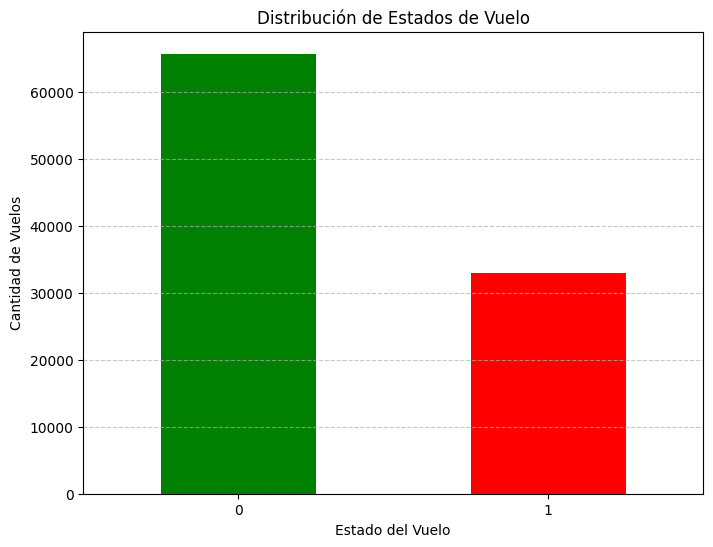 Distribución de Estados de Vuelo
Cantidad de Vuelos
60000
50000
40000
30000
20000
10000
0
0 1
Estado del Vuelo